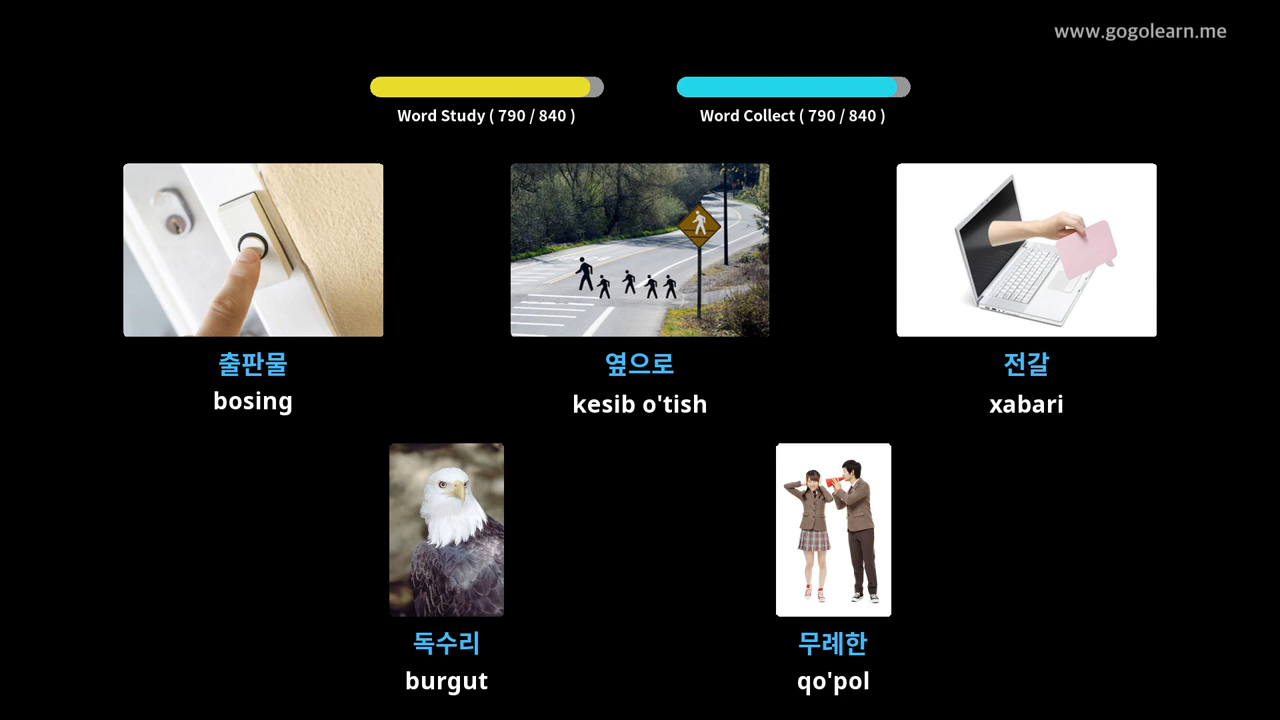 www.gogolearn.me
Word Study ( 790 / 840 )
Word Collect ( 790 / 840 )
출판물
bosing
옆으로
kesib o'tish
전갈
xabari
독수리
burgut
무례한
qo'pol